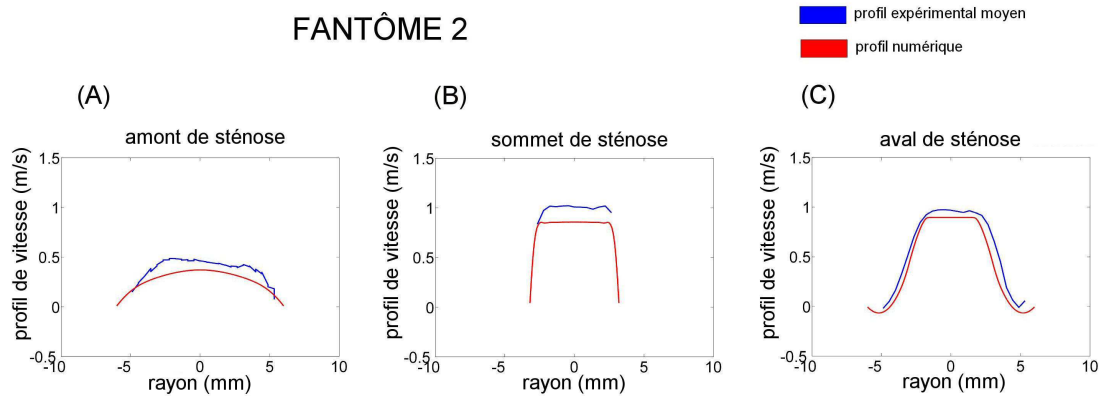 FANTÔME 2
profil expérimental moyen
profil numérique
(A)
amont de sténose
profil de vitesse (m/s)
1.5
1
0.5
0
-0.5
-10
-5
0
5
10
rayon (mm)
(B)
sommet de sténose
profil de vitesse (m/s)
1.5
1
0.5
0
-0.5
-10
-5
0
5
10
rayon (mm)
(C)
aval de sténose
profil de vitesse (m/s)
1.5
1
0.5
0
-0.5
-10
-5
0
5
10
rayon (mm)